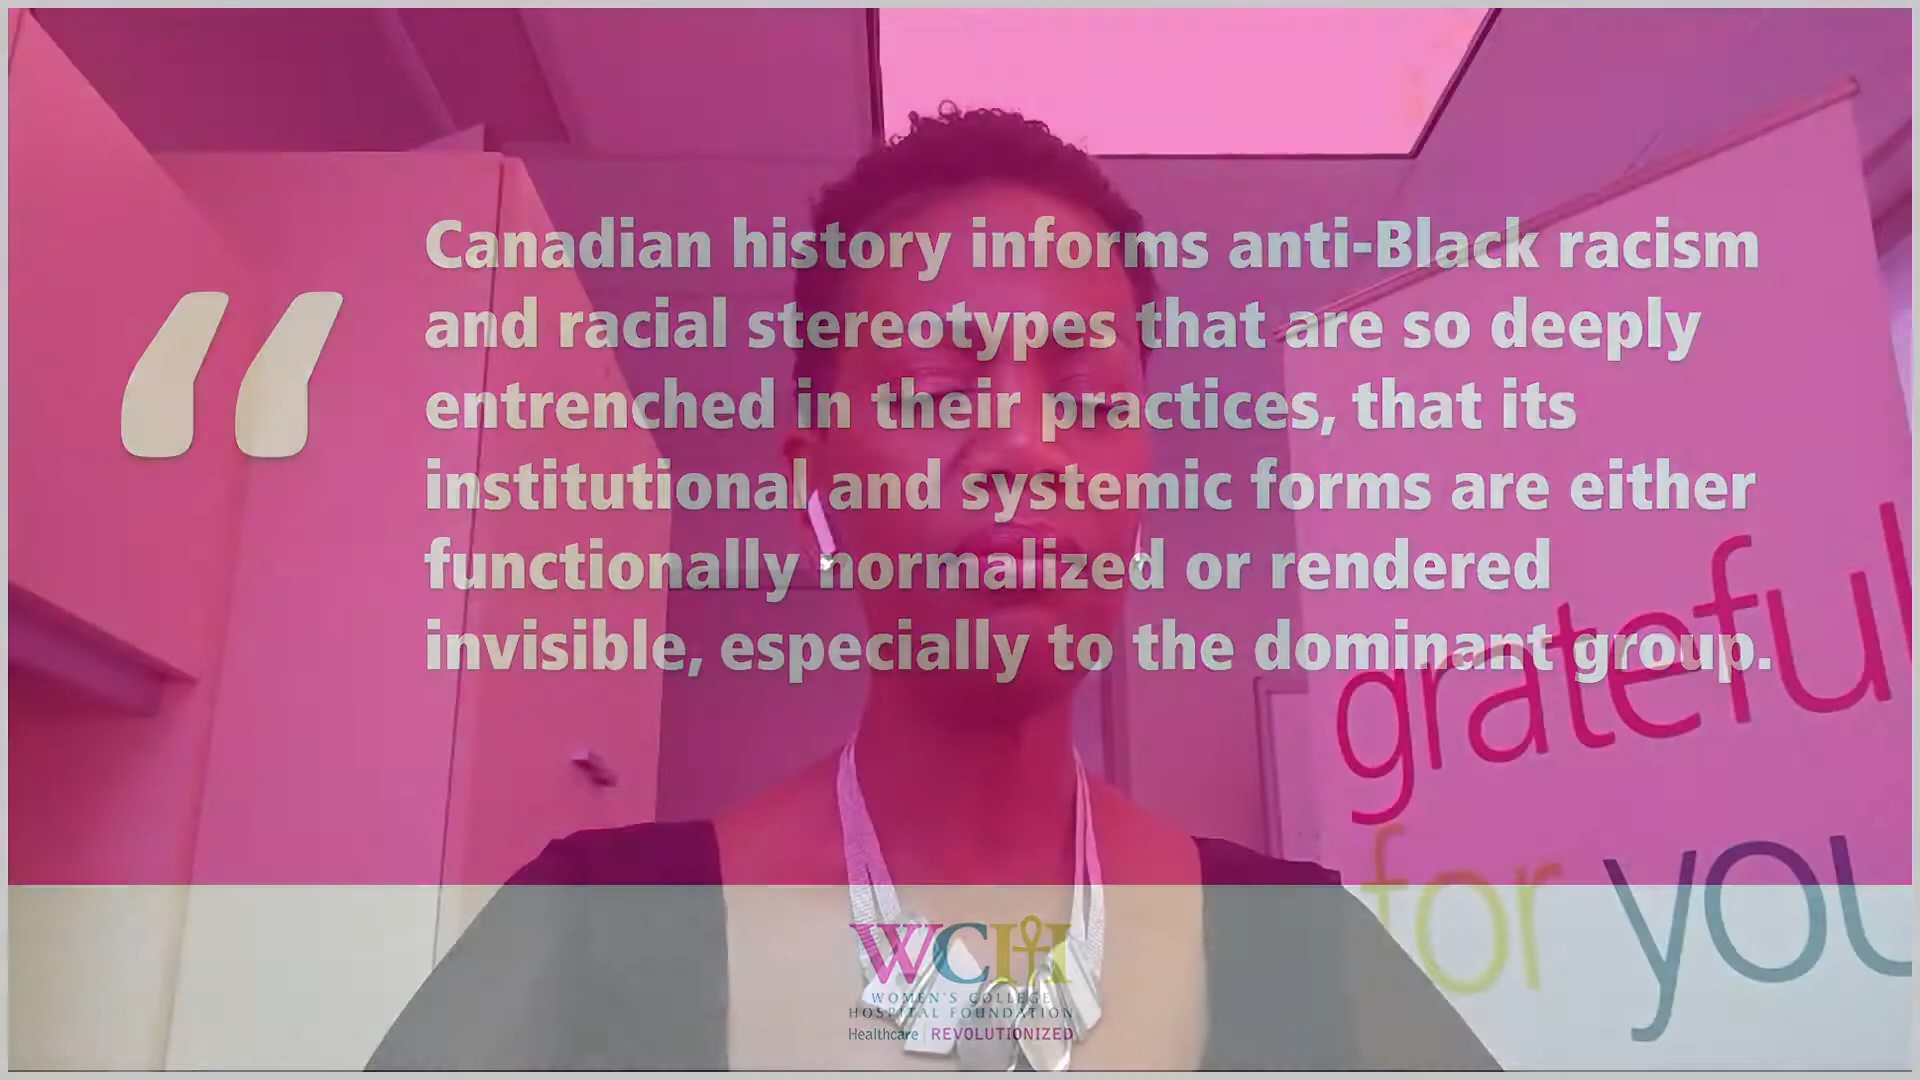 “
Canadian history informs anti-Black racism
and racial stereotypes that are so deeply
entrenched in their practices, that its
institutional and systemic forms are either
functionally normalized or rendered
invisible, especially to the dominant group.
grateful
for you
WCH
WOMEN'S COLLEGE
HOSPITAL FOUNDATION
Healthcare | REVOLUTIONIZED